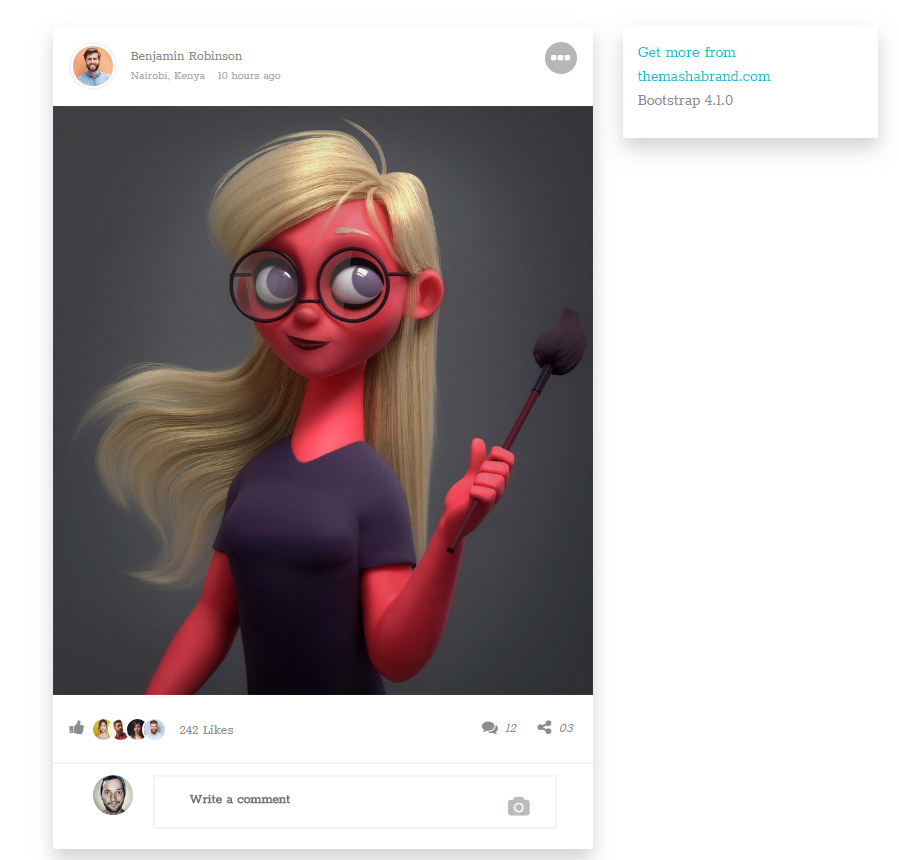 Benjamin Robinson
Nairobi, Kenya 10 hours ago
Get more from
themashabrand.com
Bootstrap 4.1.0
242 Likes 12 03
Write a comment